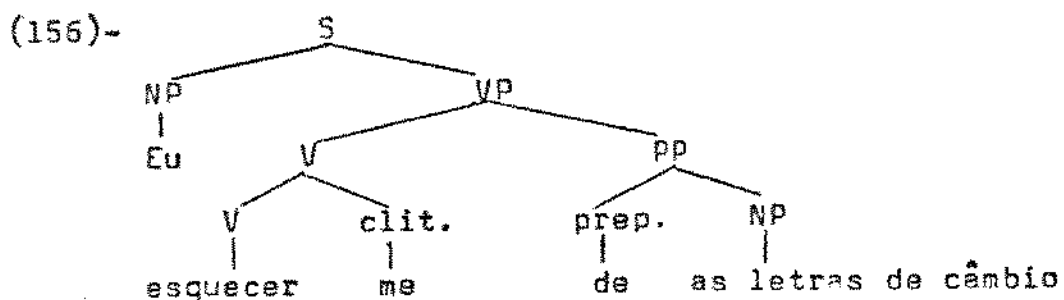 (156)- S
NP VP
Eu V PP
V clit. prep. NP
esquecer me de as letras de câmbio